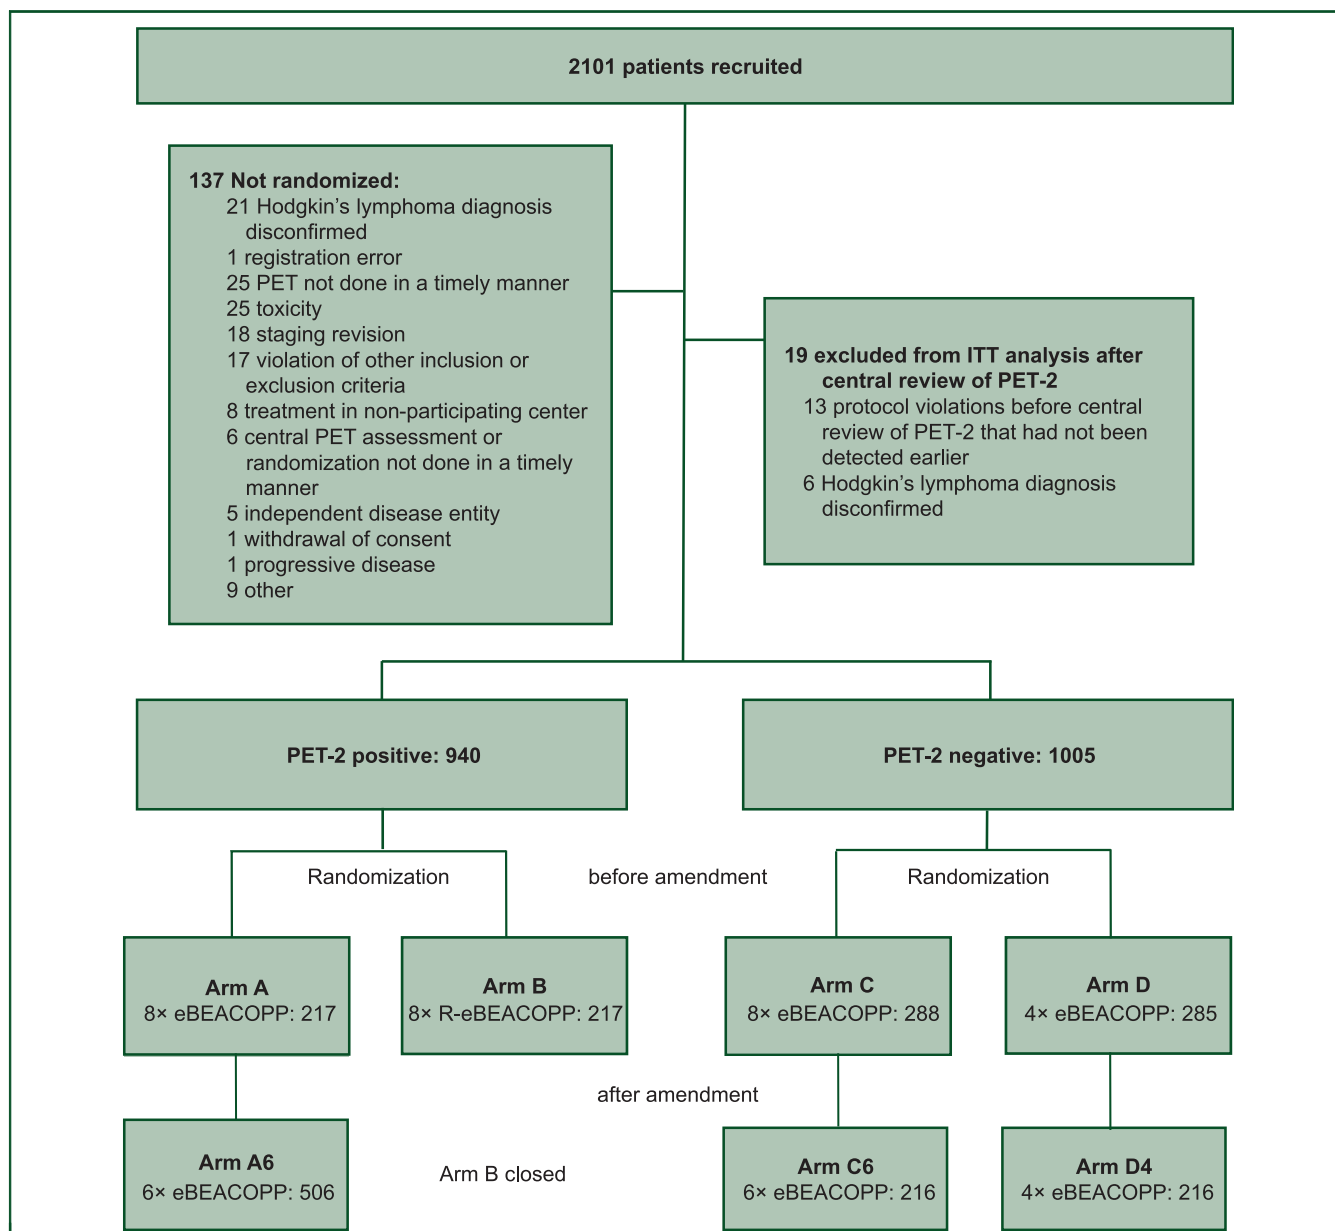 2101 patients recruited
137 Not randomized:
21 Hodgkin's lymphoma diagnosis
disconfirmed
1 registration error
25 PET not done in a timely manner
25 toxicity
18 staging revision
17 violation of other inclusion or
exclusion criteria
8 treatment in non-participating center
6 central PET assessment or
randomization not done in a timely
manner
5 independent disease entity
1 withdrawal of consent
1 progressive disease
9 other
19 excluded from ITT analysis after
central review of PET-2
13 protocol violations before central
review of PET-2 that had not been
detected earlier
6 Hodgkin's lymphoma diagnosis
disconfirmed
PET-2 positive: 940
PET-2 negative: 1005
Randomization
before amendment
Randomization
Arm A
8× eBEACOPP: 217
Arm B
8× R-eBEACOPP: 217
Arm C
8× eBEACOPP: 288
Arm D
4× eBEACOPP: 285
after amendment
Arm A6
6× eBEACOPP: 506
Arm B closed
Arm C6
6× eBEACOPP: 216
Arm D4
4× eBEACOPP: 216